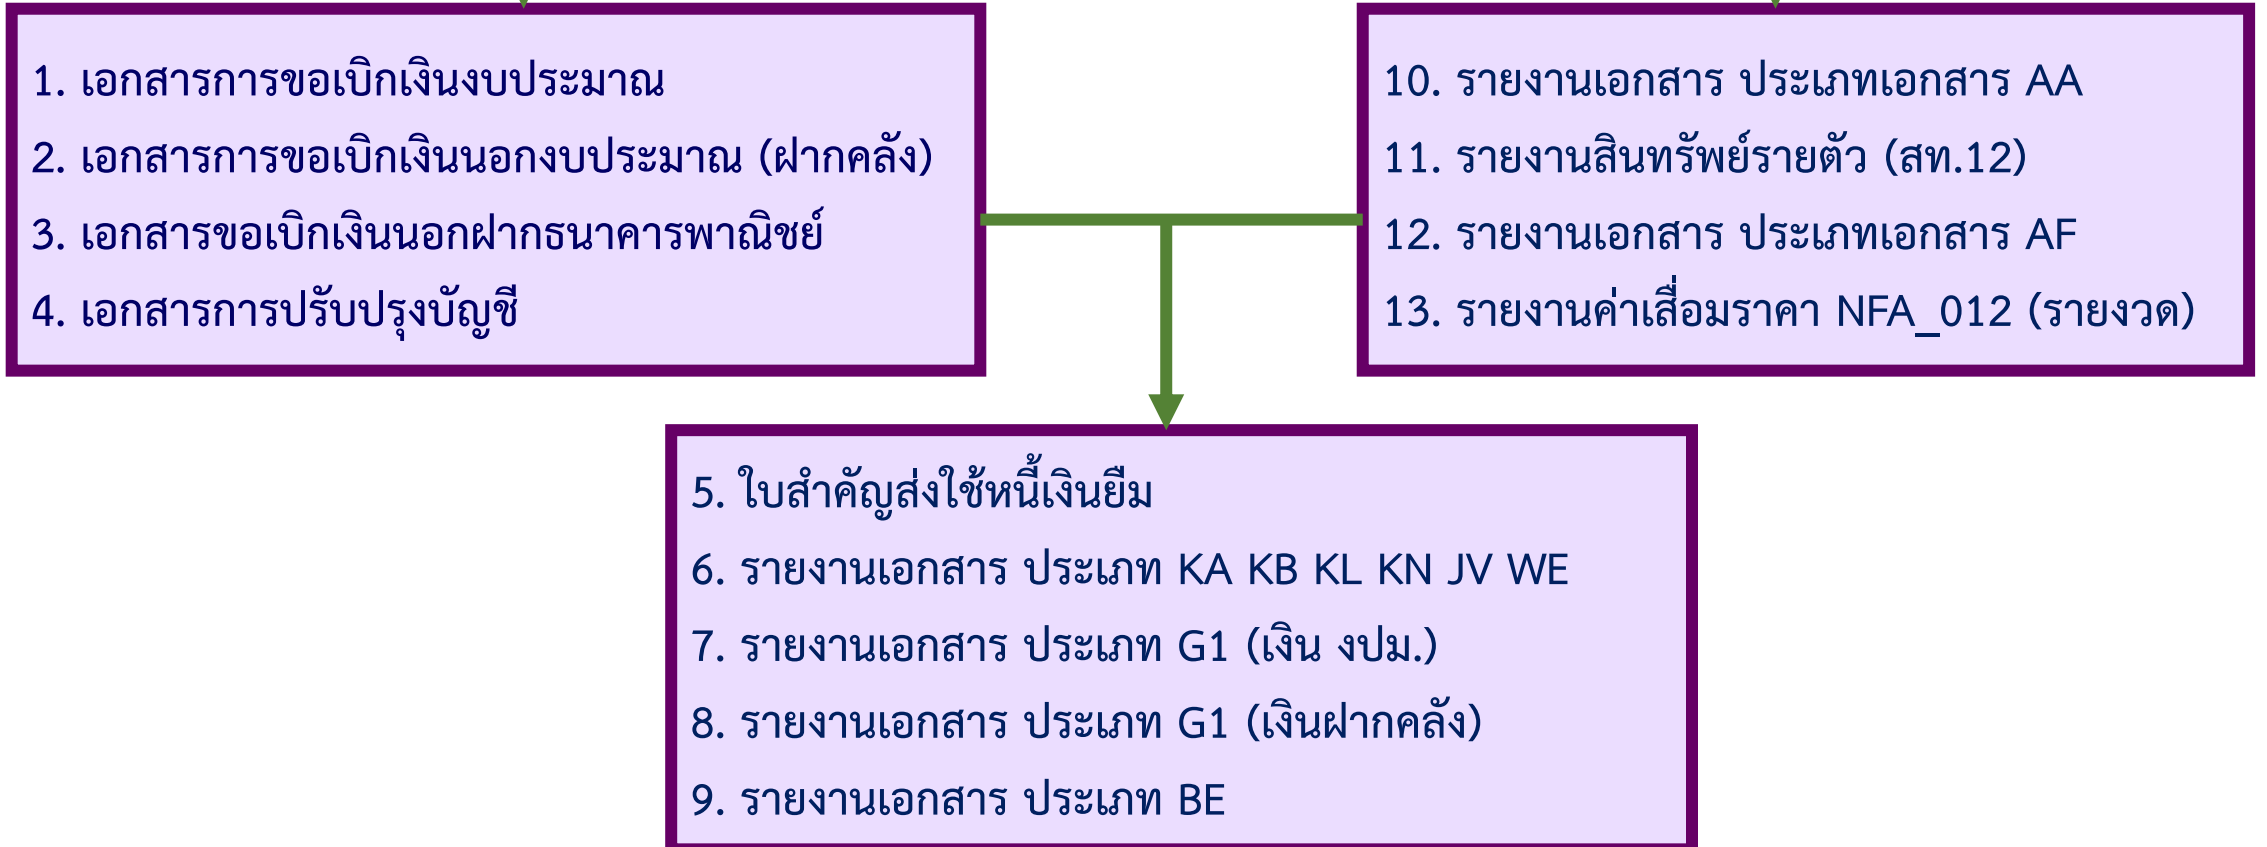 1. เอกสารการขอเบิกเงินงบประมาณ
2. เอกสารการขอเบิกเงินนอกงบประมาณ (ฝากคลัง)
3. เอกสารขอเบิกเงินนอกฝากธนาคารพาณิชย์
4. เอกสารการปรับปรุงบัญชี
10. รายงานเอกสาร ประเภทเอกสาร AA
11. รายงานสินทรัพย์รายตัว (สท.12)
12. รายงานเอกสาร ประเภทเอกสาร AF
13. รายงานค่าเสื่อมราคา NFA_012 (รายงวด)
5. ใบสำคัญส่งใช้หนี้เงินยืม
6. รายงานเอกสาร ประเภท KA KB KL KN JV WE
7. รายงานเอกสาร ประเภท G1 (เงิน งปม.)
8. รายงานเอกสาร ประเภท G1 (เงินฝากคลัง)
9. รายงานเอกสาร ประเภท BE